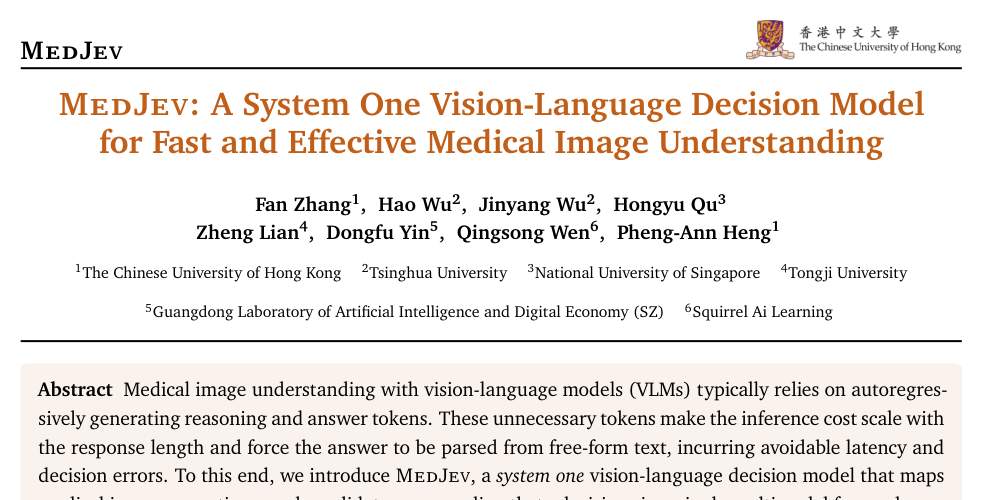 MEDJEV
香港中文大學
The Chinese University of Hong Kong
MEDJEV: A System One Vision-Language Decision Model
for Fast and Effective Medical Image Understanding
Fan Zhang1, Hao Wu2, Jinyang Wu2, Hongyu Qu3
Zheng Lian4, Dongfu Yin5, Qingsong Wen6, Pheng-Ann Heng1
1The Chinese University of Hong Kong 2Tsinghua University 3National University of Singapore 4Tongji University
5Guangdong Laboratory of Artificial Intelligence and Digital Economy (SZ) 6Squirrel Ai Learning
Abstract Medical image understanding with vision-language models (VLMs) typically relies on autoregres-
sively generating reasoning and answer tokens. These unnecessary tokens make the inference cost scale with
the response length and force the answer to be parsed from free-form text, incurring avoidable latency and
decision errors. To this end, we introduce MEDJEV, a system one vision-language decision model that maps